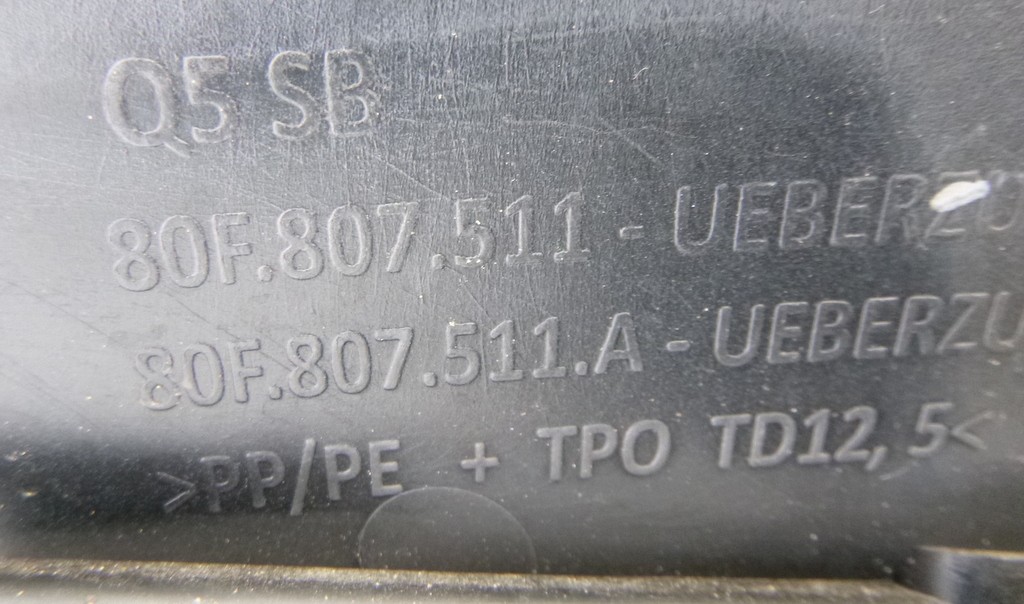 Q5 SB
80F.807.511 - UEBERZU
80F.807.511.A - UEBERZU
>PP/PE + TPO TD12,5<